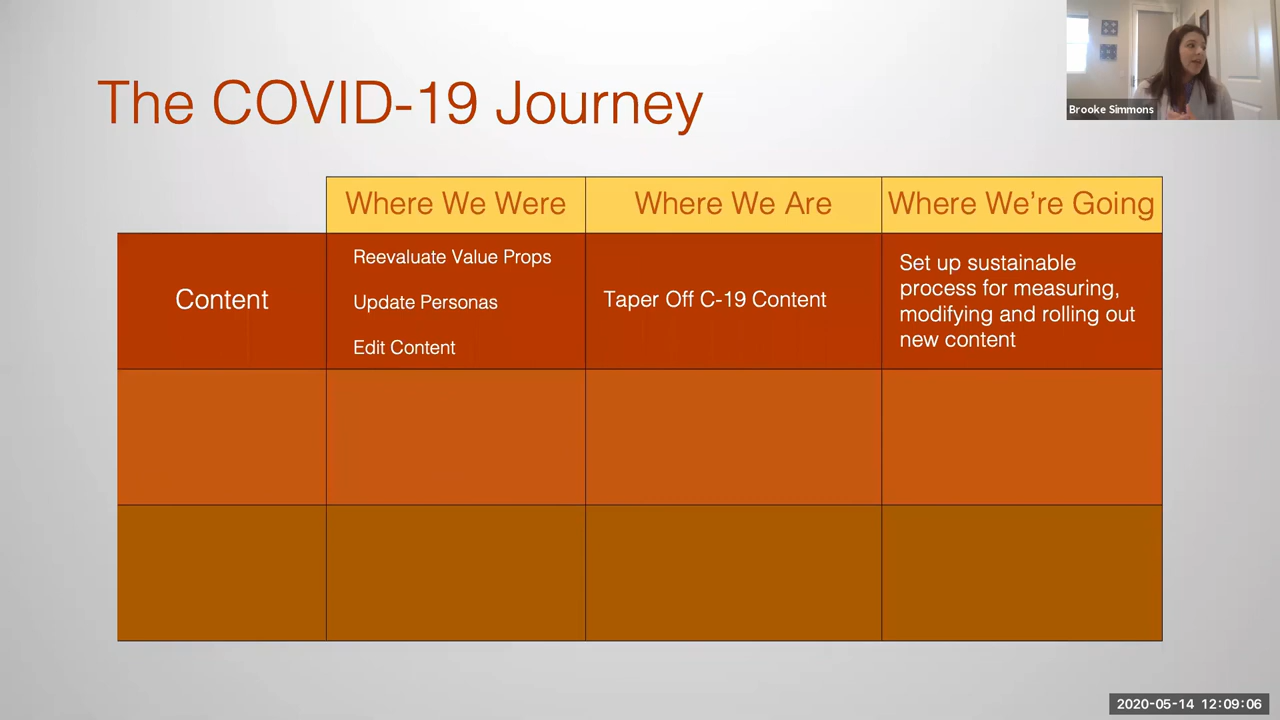 The COVID-19 Journey
Brooke Simmons
Where We Were
Where We Are
Where We're Going
Content
Reevaluate Value Props
Update Personas
Edit Content
Taper Off C-19 Content
Set up sustainable
process for measuring,
modifying and rolling out
new content
2020-05-14 12:09:06